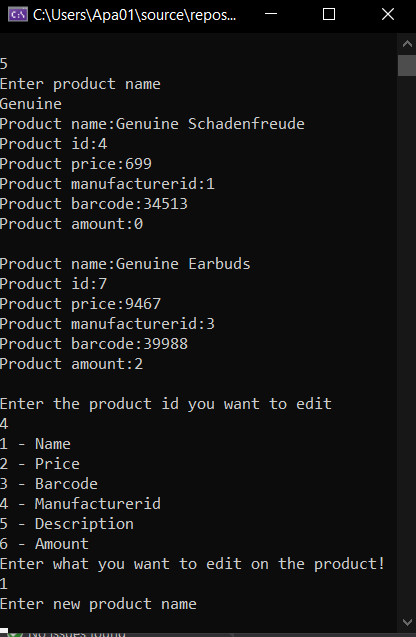 C:\Users\Apa01\source\repos...
5
Enter product name
Genuine
Product name:Genuine Schadenfreude
Product id:4
Product price:699
Product manufacturerid:1
Product barcode:34513
Product amount:0
Product name:Genuine Earbuds
Product id:7
Product price:9467
Product manufacturerid:3
Product barcode:39988
Product amount:2
Enter the product id you want to edit
4
1 - Name
2 - Price
3 - Barcode
4 - Manufacturerid
5 - Description
6 - Amount
Enter what you want to edit on the product!
1
Enter new product name
No issues found